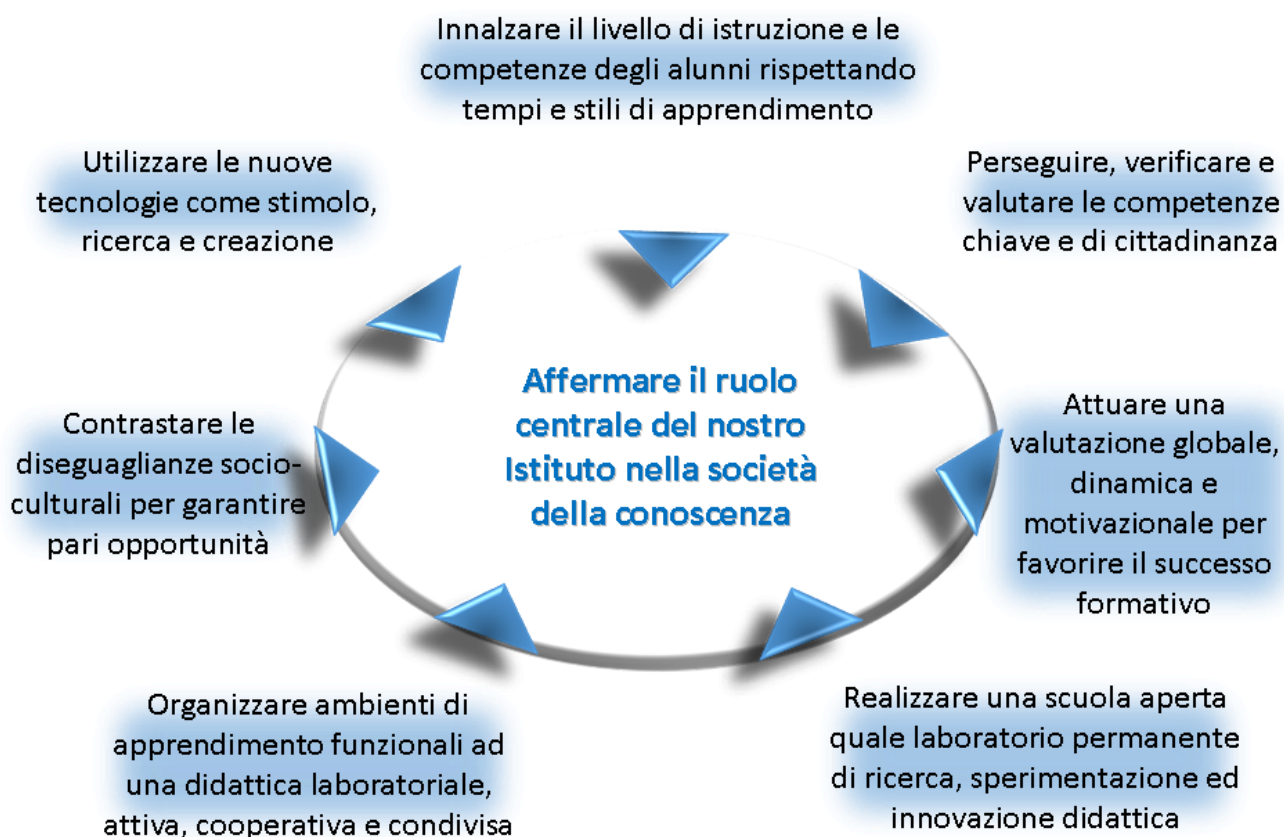 Innalzare il livello di istruzione e le
competenze degli alunni rispettando
tempi e stili di apprendimento
Utilizzare le nuove
tecnologie come stimolo,
ricerca e creazione
Perseguire, verificare e
valutare le competenze
chiave e di cittadinanza
Affermare il ruolo
centrale del nostro
Istituto nella società
della conoscenza
Contrastare le
diseguaglianze socio-
culturali per garantire
pari opportunità
Attuare una
valutazione globale,
dinamica e
motivazionale per
favorire il successo
formativo
Organizzare ambienti di
apprendimento funzionali ad
una didattica laboratoriale,
attiva, cooperativa e condivisa
Realizzare una scuola aperta
quale laboratorio permanente
di ricerca, sperimentazione ed
innovazione didattica